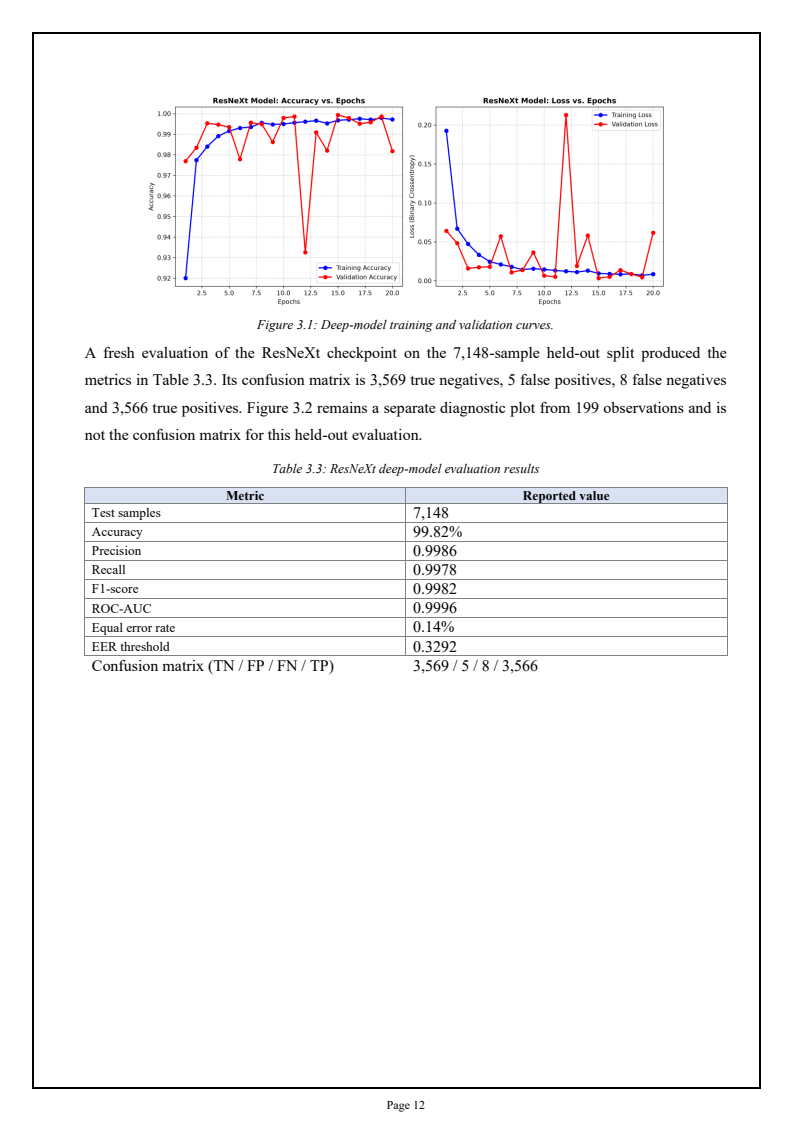 ResNeXt Model: Accuracy vs. Epochs
1.00
0.99
0.98
0.97
0.96
0.95
0.94
0.93
0.92
Accuracy
2.5 5.0 7.5 10.0 12.5 15.0 17.5 20.0
Epochs
Training Accuracy
Validation Accuracy
ResNeXt Model: Loss vs. Epochs
0.20
0.15
0.10
0.05
0.00
Loss (Binary Crossentropy)
2.5 5.0 7.5 10.0 12.5 15.0 17.5 20.0
Epochs
Training Loss
Validation Loss
Figure 3.1: Deep-model training and validation curves.
A fresh evaluation of the ResNeXt checkpoint on the 7,148-sample held-out split produced the
metrics in Table 3.3. Its confusion matrix is 3,569 true negatives, 5 false positives, 8 false negatives
and 3,566 true positives. Figure 3.2 remains a separate diagnostic plot from 199 observations and is
not the confusion matrix for this held-out evaluation.
Table 3.3: ResNeXt deep-model evaluation results
Metric Reported value
Test samples 7,148
Accuracy 99.82%
Precision 0.9986
Recall 0.9978
F1-score 0.9982
ROC-AUC 0.9996
Equal error rate 0.14%
EER threshold 0.3292
Confusion matrix (TN / FP / FN / TP) 3,569 / 5 / 8 / 3,566
Page 12